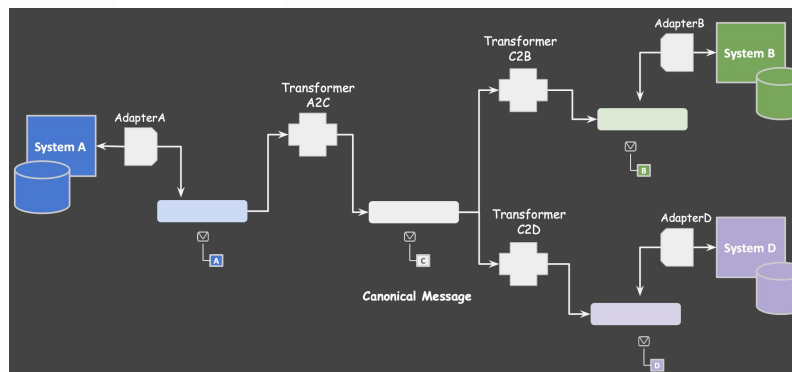 AdapterB
System B
Transformer
C2B
Transformer
A2C
AdapterA
System A
B
Transformer
C2D
AdapterD
System D
A
C
Canonical Message
D